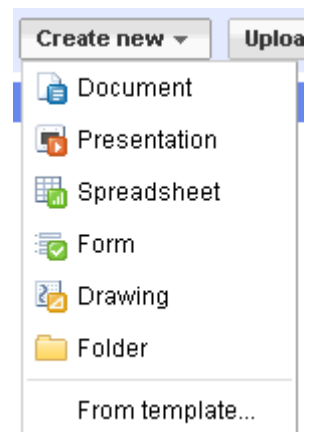 Create new Uploa
Document
Presentation
Spreadsheet
Form
Drawing
Folder
From template...